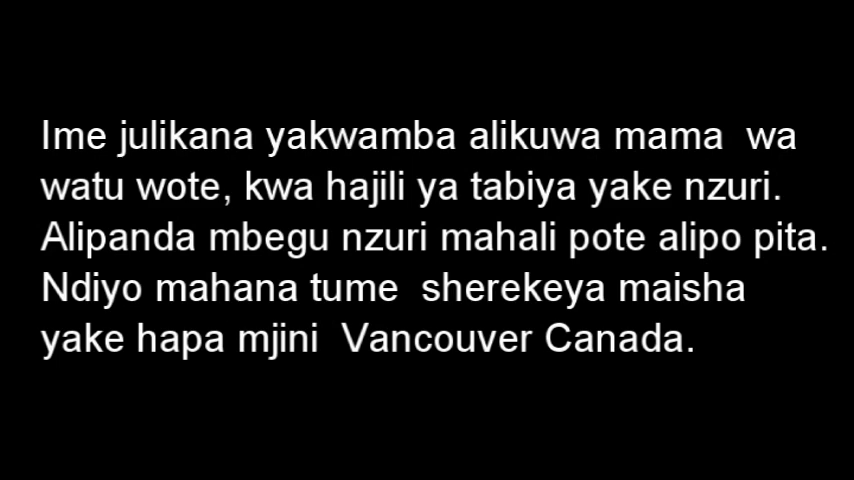 Ime julikana yakwamba alikuwa mama  wa
watu wote, kwa hajili ya tabiya yake nzuri.
Alipanda mbegu nzuri mahali pote alipo pita.
Ndiyo mahana tume  sherekeya maisha
yake hapa mjini  Vancouver Canada.